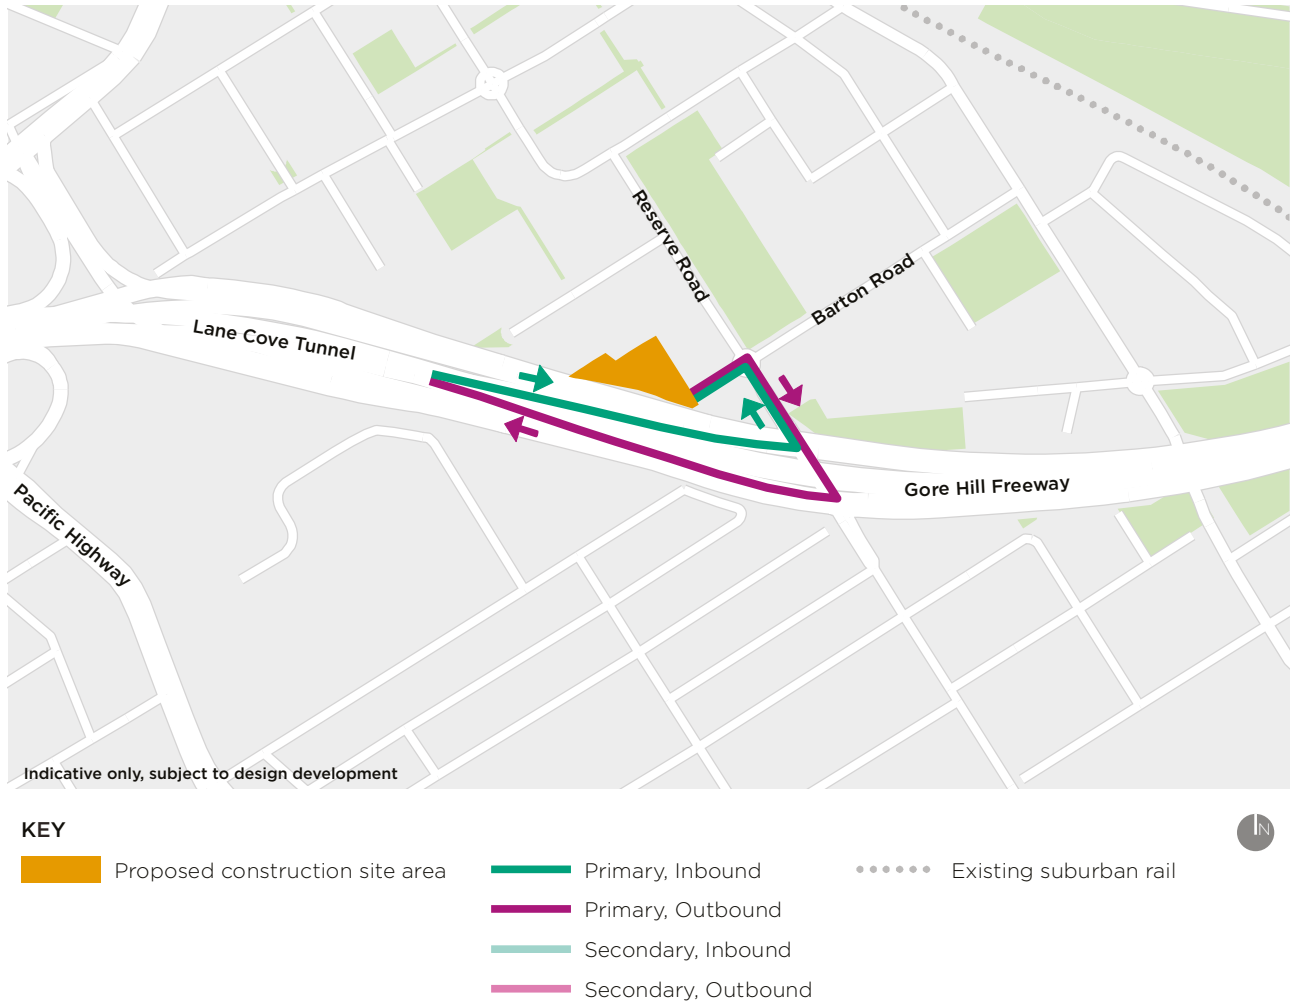 Reserve Road
Barton Road
Lane Cove Tunnel
Gore Hill Freeway
Pacific Highway
Indicative only, subject to design development
KEY
N
Proposed construction site area
Primary, Inbound
Existing suburban rail
Primary, Outbound
Secondary, Inbound
Secondary, Outbound